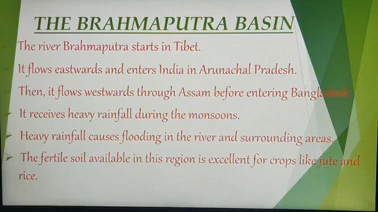 THE BRAHMAPUTRA BASIN
The river Brahmaputra starts in Tibet.
It flows eastwards and enters India in Arunachal Pradesh.
Then, it flows westwards through Assam before entering Bangladesh.
It receives heavy rainfall during the monsoons.
Heavy rainfall causes flooding in the river and surrounding areas.
The fertile soil available in this region is excellent for crops like jute and
rice.